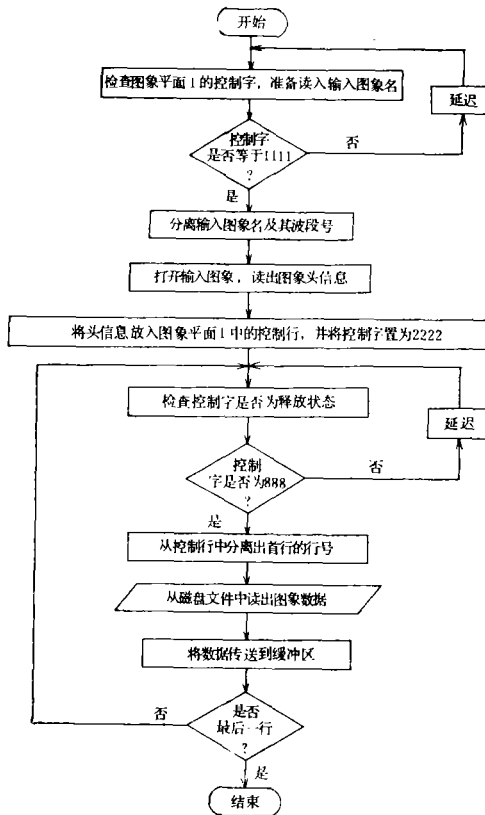 开始
检查图象平面1的控制字，准备读入输入图象名
延迟
控制字
是否等于1111
?
否
是
分离输入图象名及其波段号
打开输入图象，读出图象头信息
将头信息放入图象平面1中的控制行，并将控制字置为2222
检查控制字是否为释放状态
延迟
控制
字是否为888
?
否
是
从控制行中分离出首行的行号
从磁盘文件中读出图象数据
将数据传送到缓冲区
否
是否
最后一行
?
是
结束